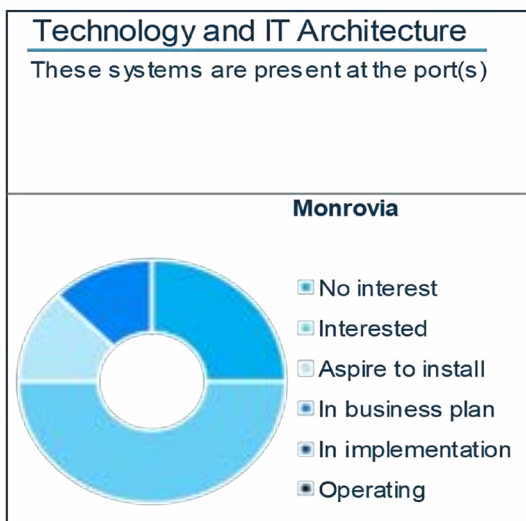 Technology and IT Architecture
These systems are present at the port(s)
Monrovia
No interest
Interested
Aspire to install
In business plan
In implementation
Operating